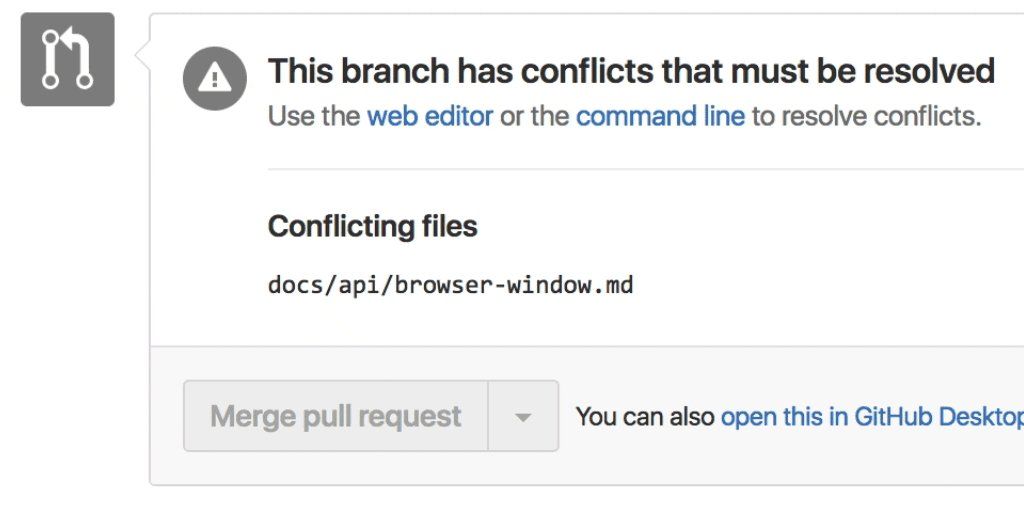 This branch has conflicts that must be resolved
Use the web editor or the command line to resolve conflicts.
Conflicting files
docs/api/browser-window.md
Merge pull request
You can also open this in GitHub Desktop